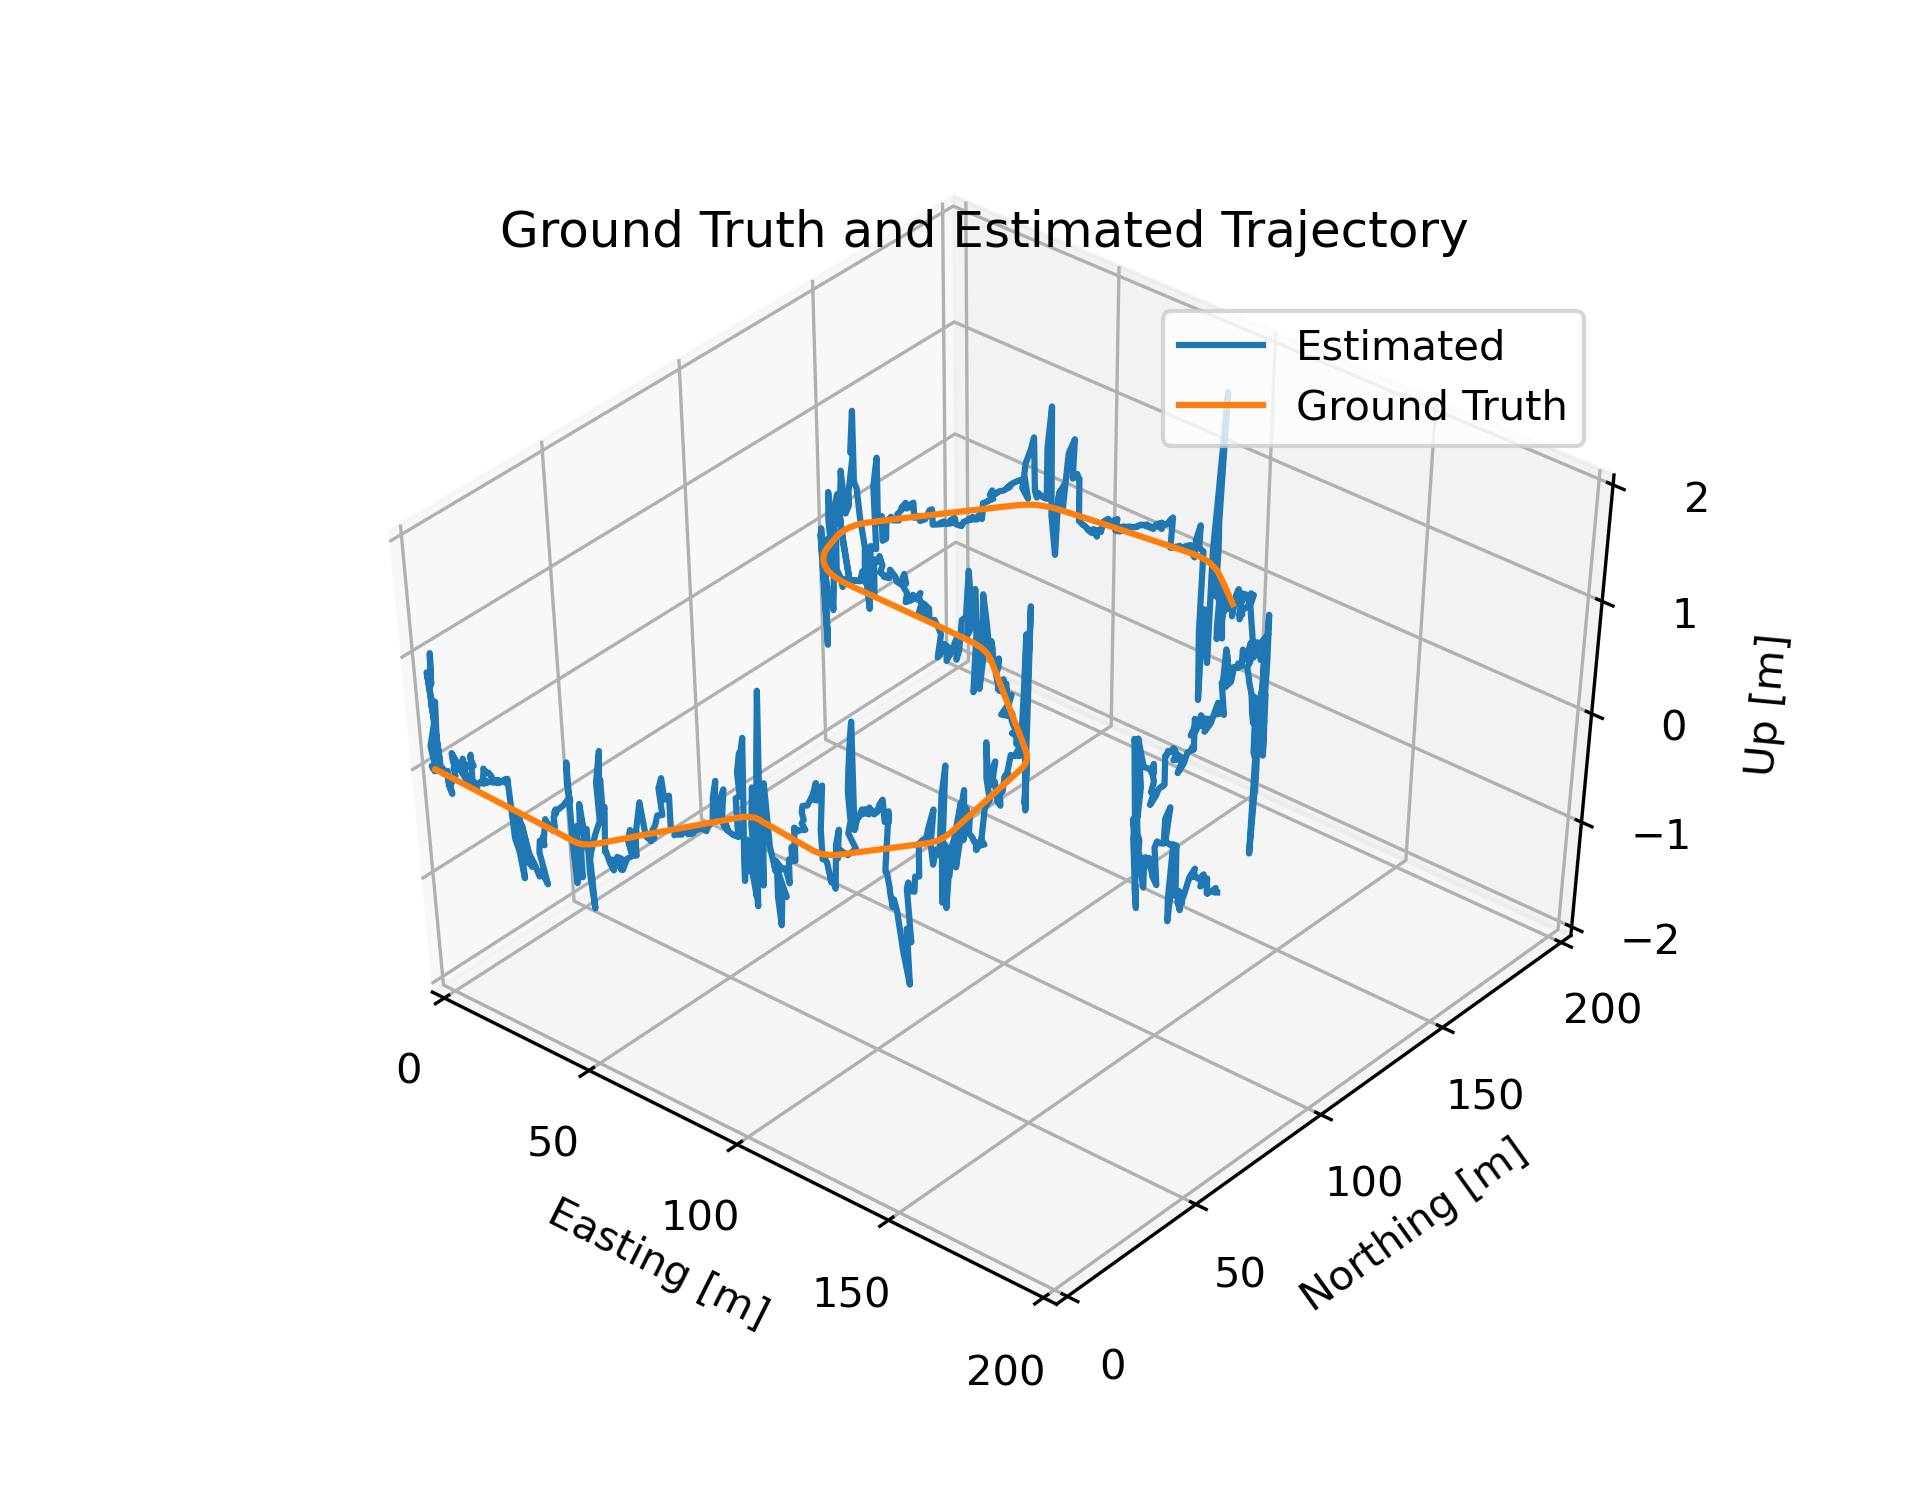 Ground Truth and Estimated Trajectory
Estimated
Ground Truth
2
1
0
−1
−2
Up [m]
0
50
100
150
200
Easting [m]
0
50
100
150
200
Northing [m]